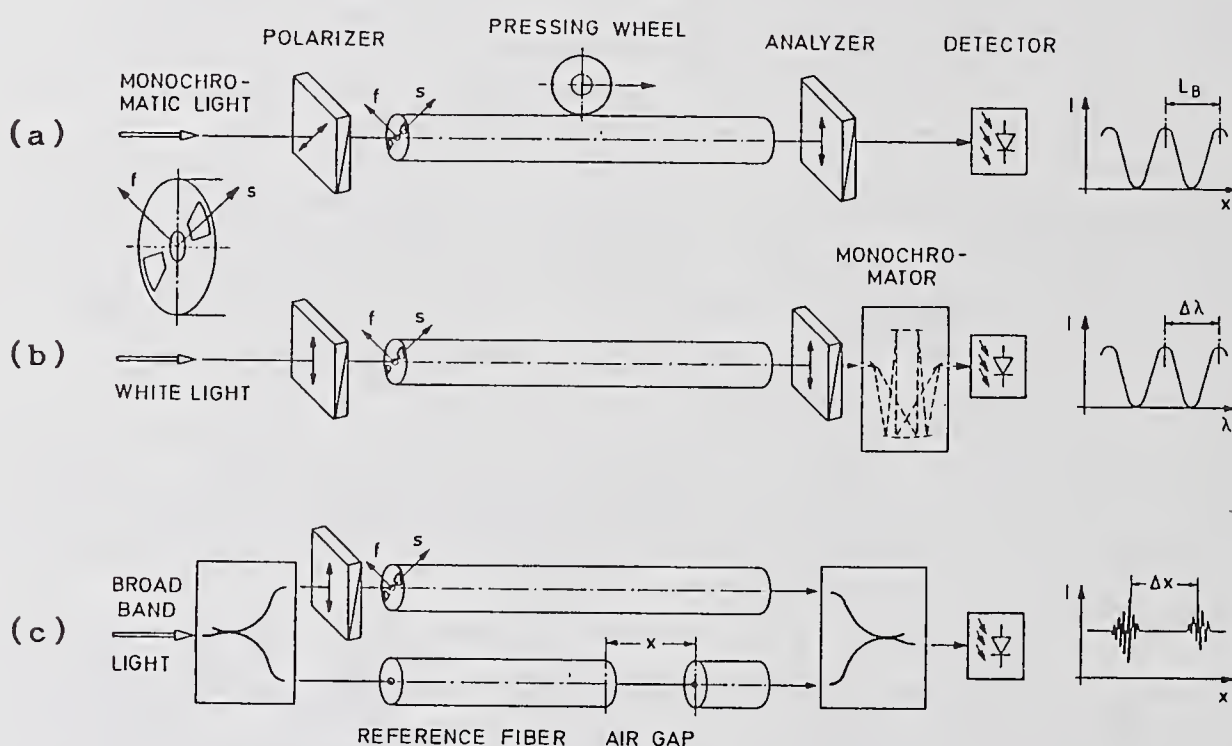 POLARIZER
PRESSING WHEEL
ANALYZER
DETECTOR
MONOCHRO-
MATIC LIGHT
(a)
f
s
I
L_B
x
f
s
MONOCHRO-
MATOR
(b)
WHITE LIGHT
f
s
I
Δλ
λ
(c)
BROAD
BAND
LIGHT
f
s
x
I
Δx
x
REFERENCE FIBER
AIR GAP